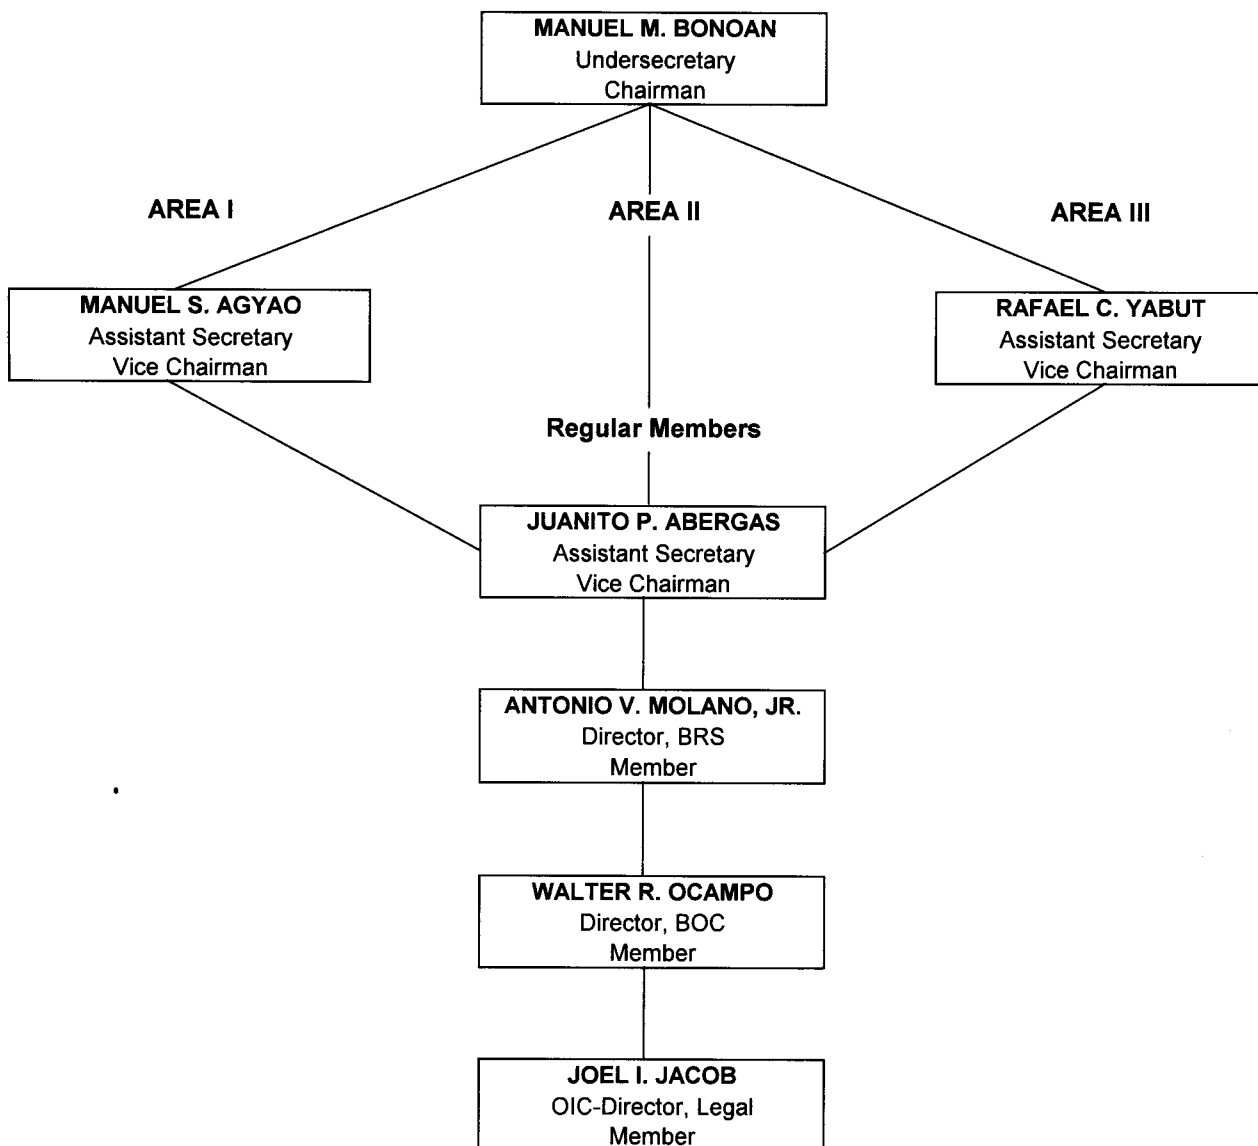 MANUEL M. BONOAN
Undersecretary
Chairman
AREA I
AREA II
AREA III
MANUEL S. AGYAO
Assistant Secretary
Vice Chairman
RAFAEL C. YABUT
Assistant Secretary
Vice Chairman
Regular Members
JUANITO P. ABERGAS
Assistant Secretary
Vice Chairman
ANTONIO V. MOLANO, JR.
Director, BRS
Member
WALTER R. OCAMPO
Director, BOC
Member
JOEL I. JACOB
OIC-Director, Legal
Member